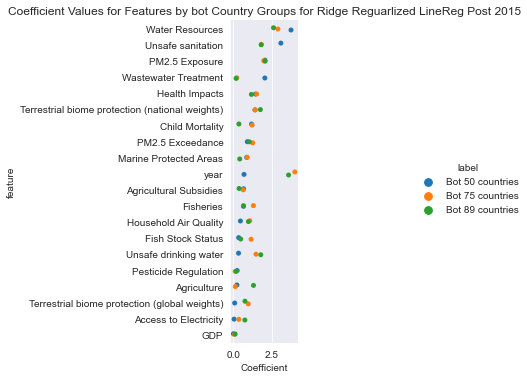 Coefficient Values for Features by bot Country Groups for Ridge Reguarlized LineReg Post 2015
feature
Water Resources
Unsafe sanitation
PM2.5 Exposure
Wastewater Treatment
Health Impacts
Terrestrial biome protection (national weights)
Child Mortality
PM2.5 Exceedance
Marine Protected Areas
year
Agricultural Subsidies
Fisheries
Household Air Quality
Fish Stock Status
Unsafe drinking water
Pesticide Regulation
Agriculture
Terrestrial biome protection (global weights)
Access to Electricity
GDP
0.0 2.5
Coefficient
label
Bot 50 countries
Bot 75 countries
Bot 89 countries